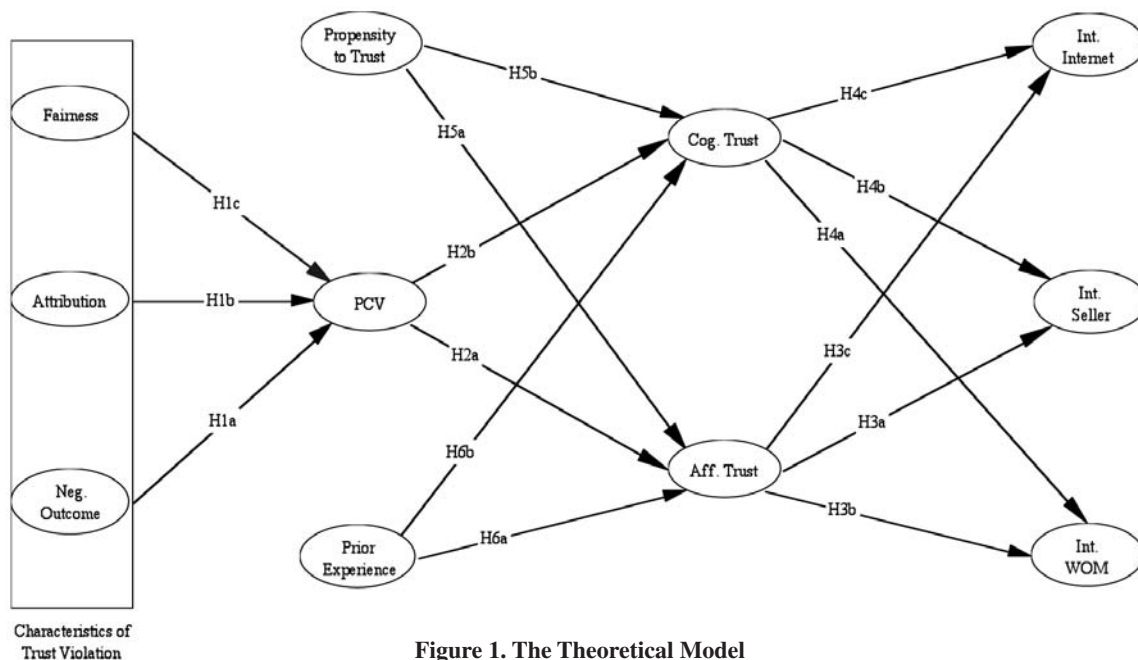 Propensity
to Trust
Int.
Internet
Fairness
H5b
H4c
H5a
Cog. Trust
H4b
H1c
H2b
H4a
Attribution
H1b
PCV
Int.
Seller
H2a
H3c
H1a
H3a
H6b
Aff. Trust
Neg.
Outcome
H3b
Prior
Experience
H6a
Int.
WOM
Characteristics of
Trust Violation
Figure 1. The Theoretical Model